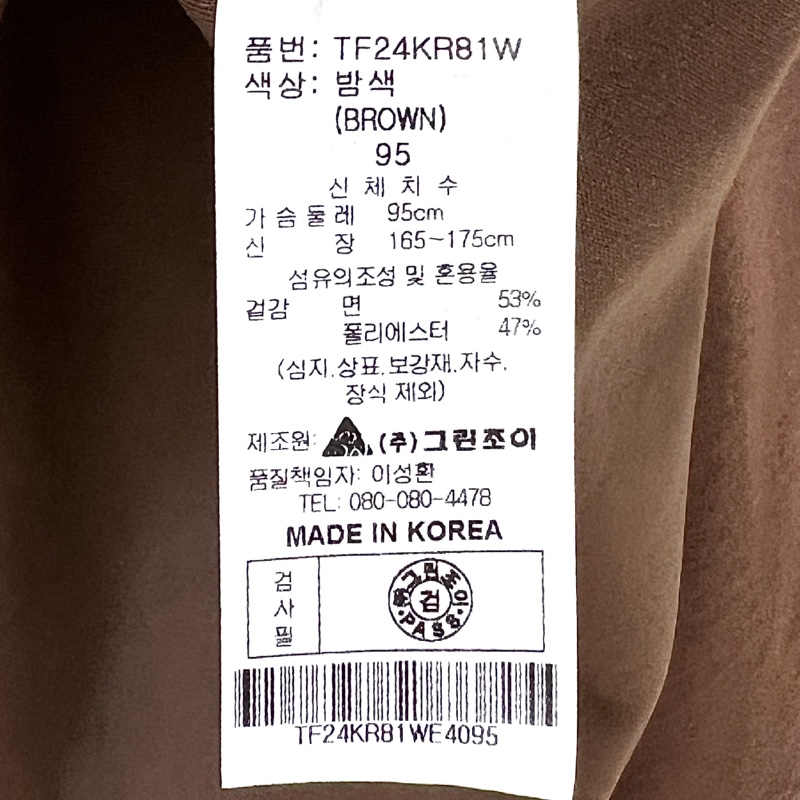 품번: TF24KR81W
색상: 밤색
(BROWN)
95
신 체 치 수
가슴둘레 95cm
신 장 165~175cm
섬유의조성 및 혼용율
겉감 면 53%
폴리에스터 47%
(심지.상표.보강재.자수.
장식 제외)
제조원: (주)그린조이
품질책임자: 이성환
TEL: 080-080-4478
MADE IN KOREA
검사필
㈜그린조이
검
PASS
TF24KR81WE4095